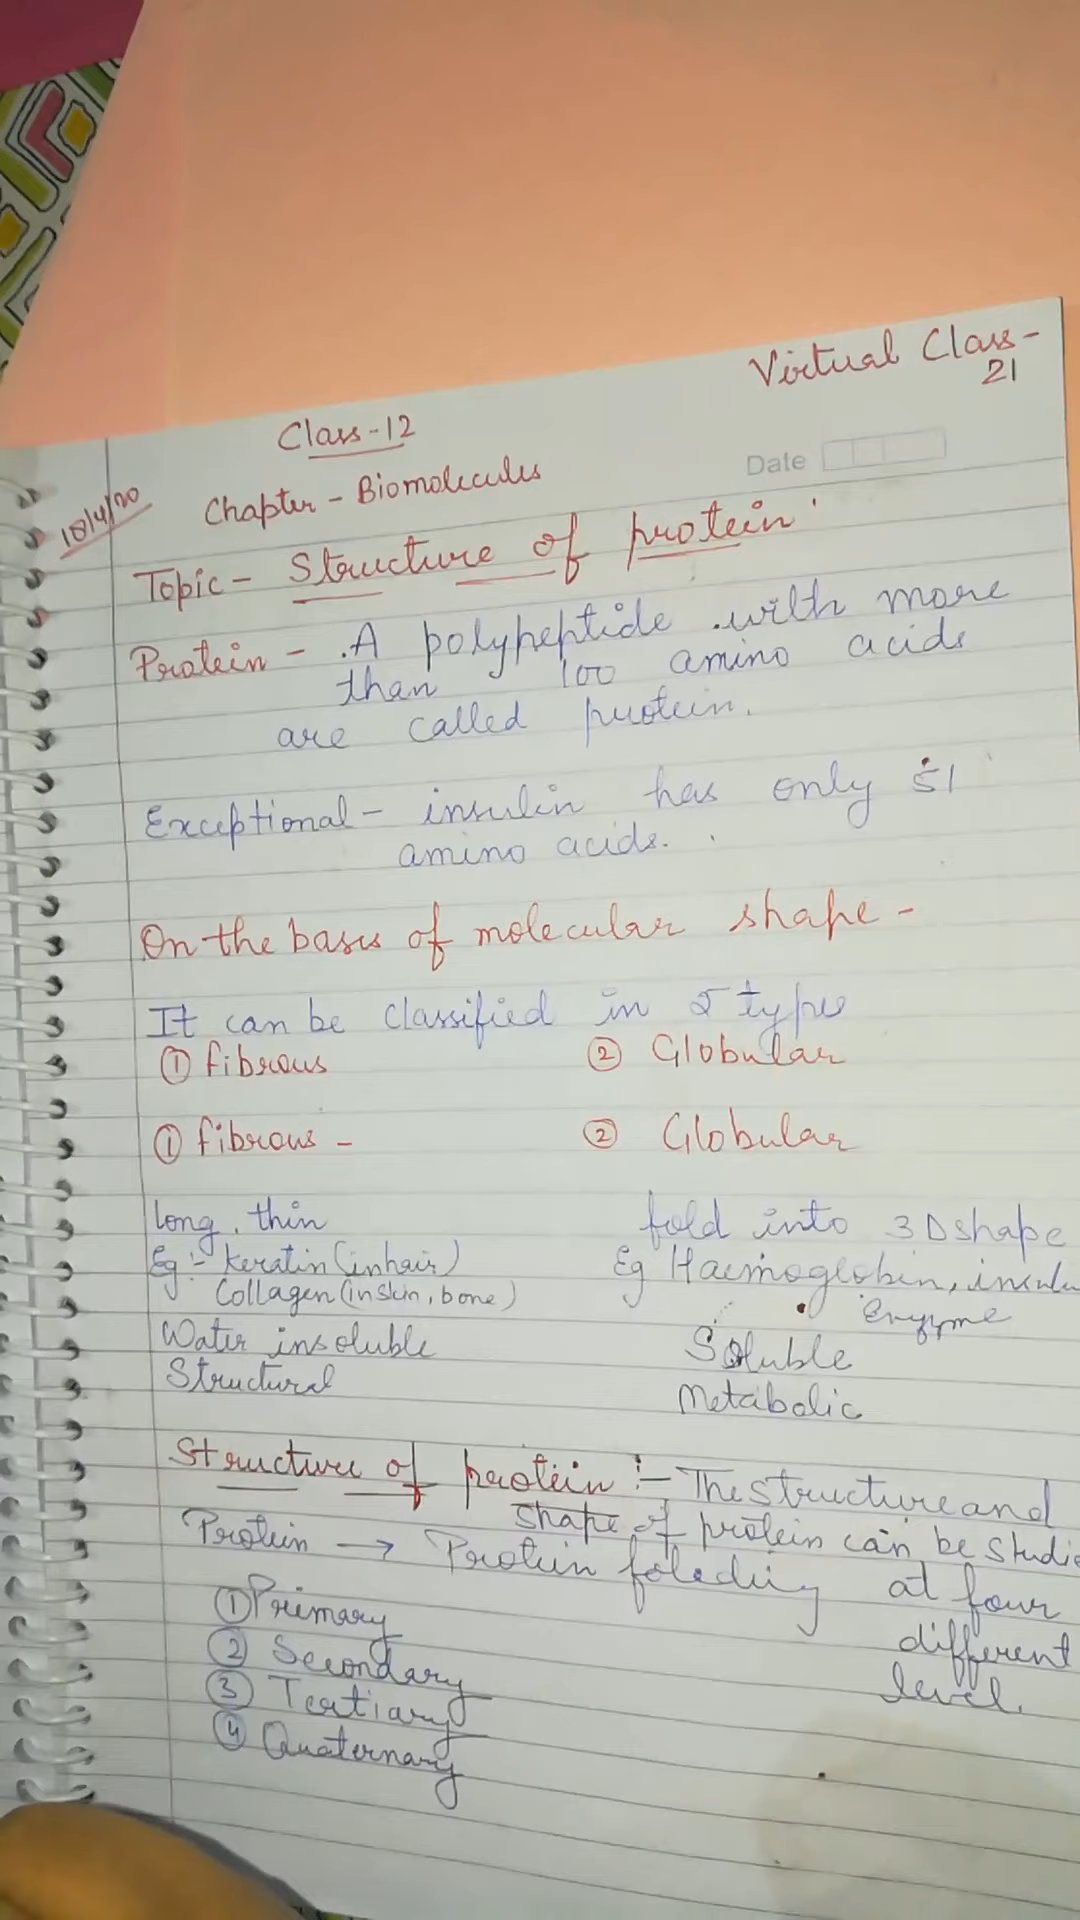 Virtual Class-
21
Class-12
Date
18/4/20
Chapter - Biomolecules
Topic - Structure of protein
Protein - A polypeptide with more
than 100 amino acids
are called protein.
Exceptional - insulin has only 51
amino acids.
On the basis of molecular shape -
It can be classified in 2 type
① fibrous ② Globular
① fibrous - ② Globular
long, thin fold into 3D shape
Eg:- Keratin (in hair) Eg Haemoglobin, insulin
Collagen (in skin, bone) Enzyme
Water insoluble Soluble
Structural Metabolic
Structure of protein :- The structure and
shape of protein can be studie
Protein → Protein folading at four
① Primary different
② Secondary level.
③ Tertiary
④ Quaternary